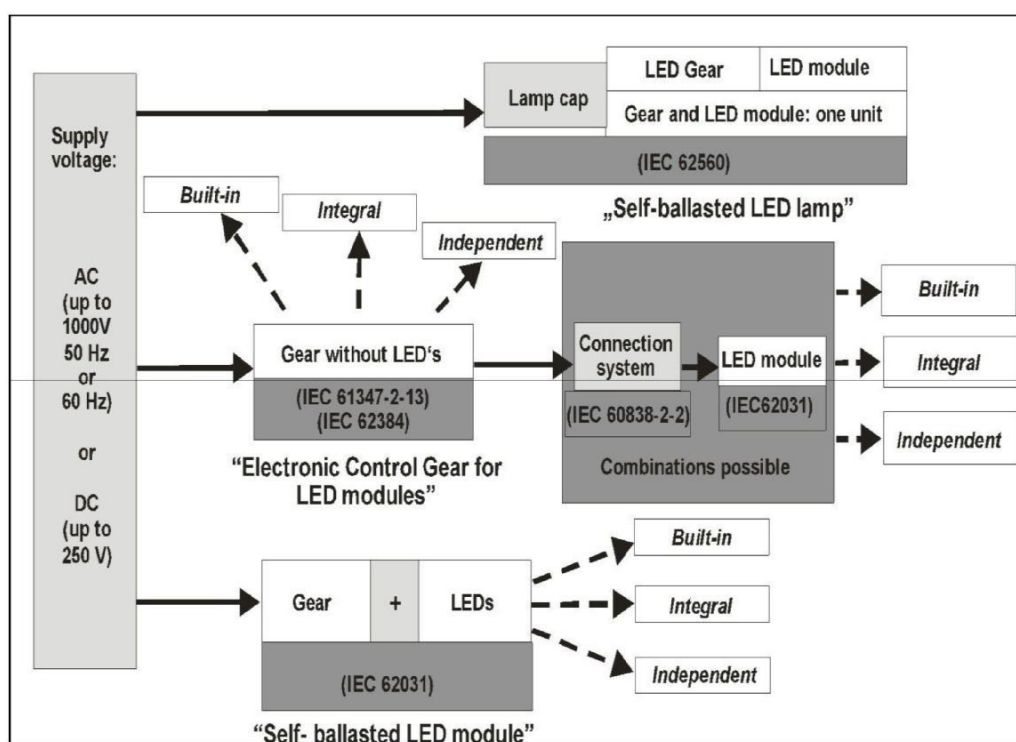 Supply
voltage:
AC
(up to
1000V
50 Hz
or
60 Hz)
or
DC
(up to
250 V)
Lamp cap
LED Gear
LED module
Gear and LED module: one unit
(IEC 62560)
„Self-ballasted LED lamp”
Built-in
Integral
Independent
Gear without LED‘s
(IEC 61347-2-13)
(IEC 62384)
“Electronic Control Gear for
LED modules”
Connection
system
(IEC 60838-2-2)
LED module
(IEC62031)
Combinations possible
Built-in
Integral
Independent
Gear
+
LEDs
(IEC 62031)
“Self- ballasted LED module”
Built-in
Integral
Independent